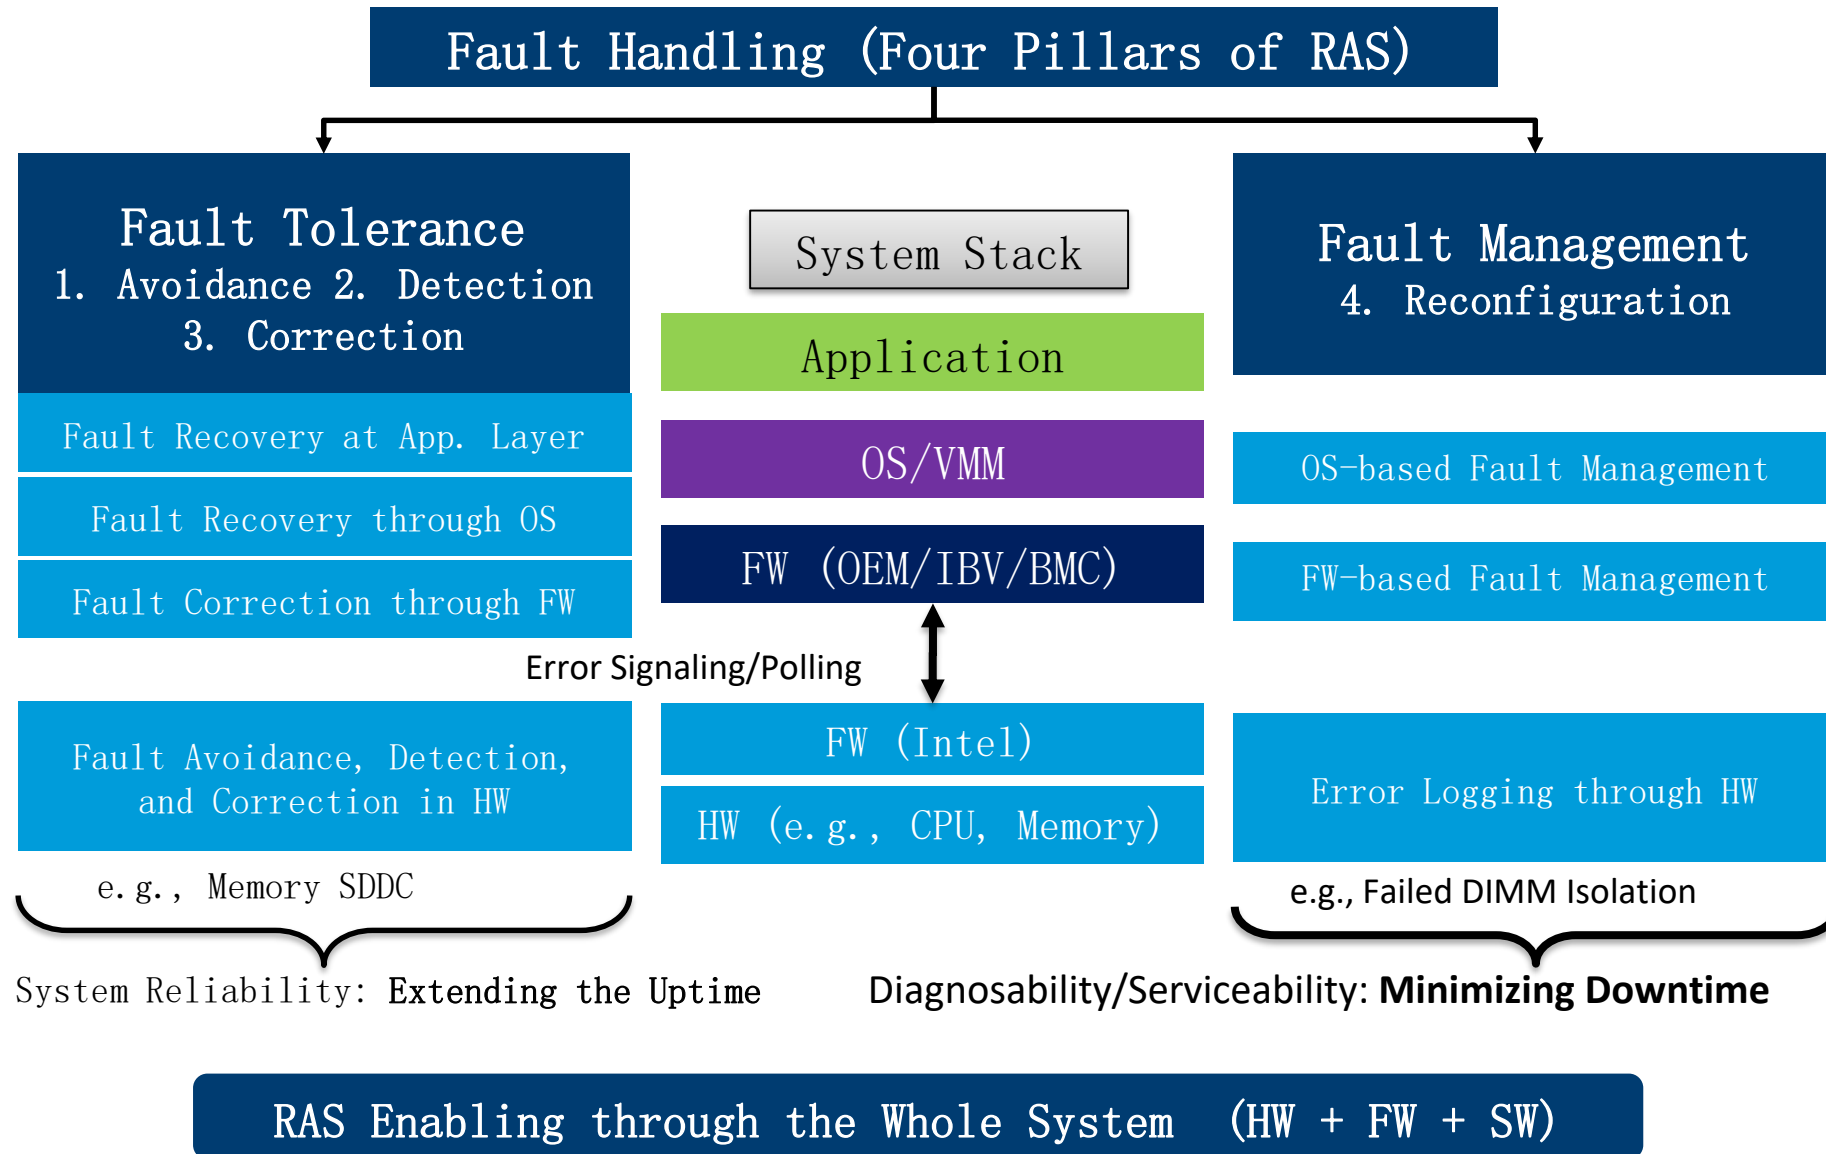 Fault Handling (Four Pillars of RAS)
Fault Tolerance
1. Avoidance 2. Detection
3. Correction
Fault Recovery at App. Layer
Fault Recovery through OS
Fault Correction through FW
Fault Avoidance, Detection,
and Correction in HW
e.g., Memory SDDC
System Reliability: Extending the Uptime
System Stack
Application
OS/VMM
FW (OEM/IBV/BMC)
Error Signaling/Polling
FW (Intel)
HW (e.g., CPU, Memory)
Fault Management
4. Reconfiguration
OS-based Fault Management
FW-based Fault Management
Error Logging through HW
e.g., Failed DIMM Isolation
Diagnosability/Serviceability: Minimizing Downtime
RAS Enabling through the Whole System (HW + FW + SW)